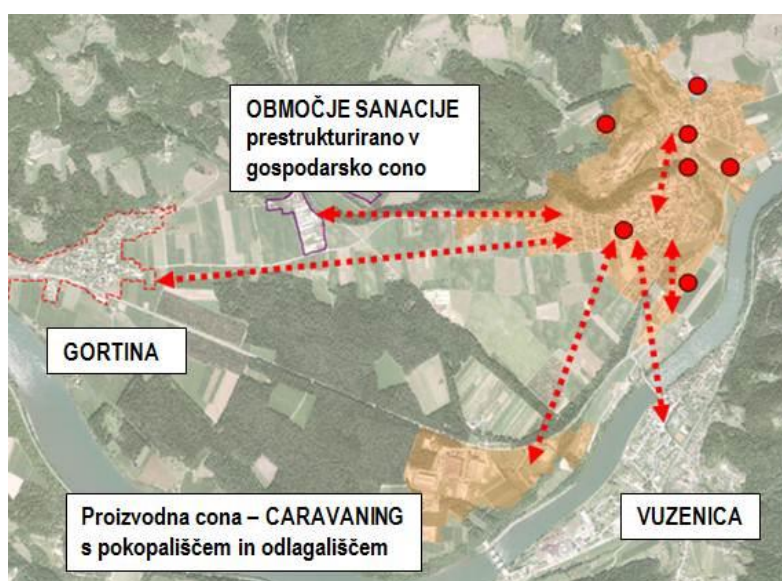 OBMOČJE SANACIJE
prestrukturirano v
gospodarsko cono
GORTINA
Proizvodna cona – CARAVANING
s pokopališčem in odlagališčem
VUZENICA